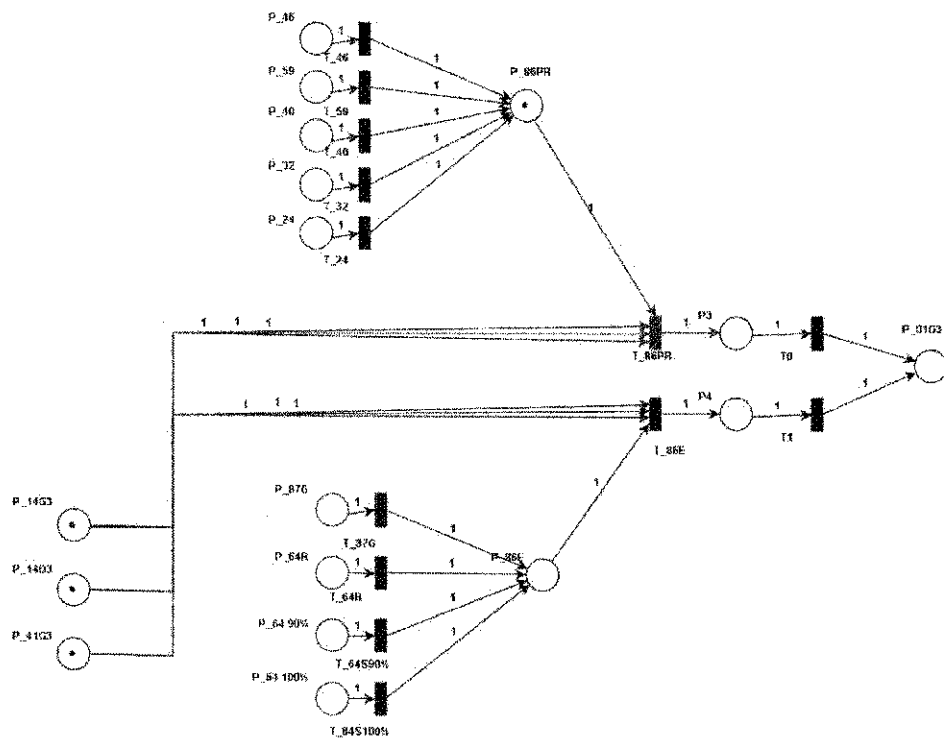 P_46
1
T_46
P_59
1
T_59
P_40
1
T_40
P_32
1
T_32
P_24
1
T_24
1
1
1
1
1
P_86PR
1
1 1 1
T_86PR
1
P3
1
T0
1
P_01G3
1 1 1
T_86E
1
P4
1
T1
1
P_14G3
P_41G3
P_87G
1
T_87G
P_64R
1
T_64R
P_64 90%
1
T_64S90%
P_64 100%
1
T_64S100%
1
1
1
1
P_86E
1